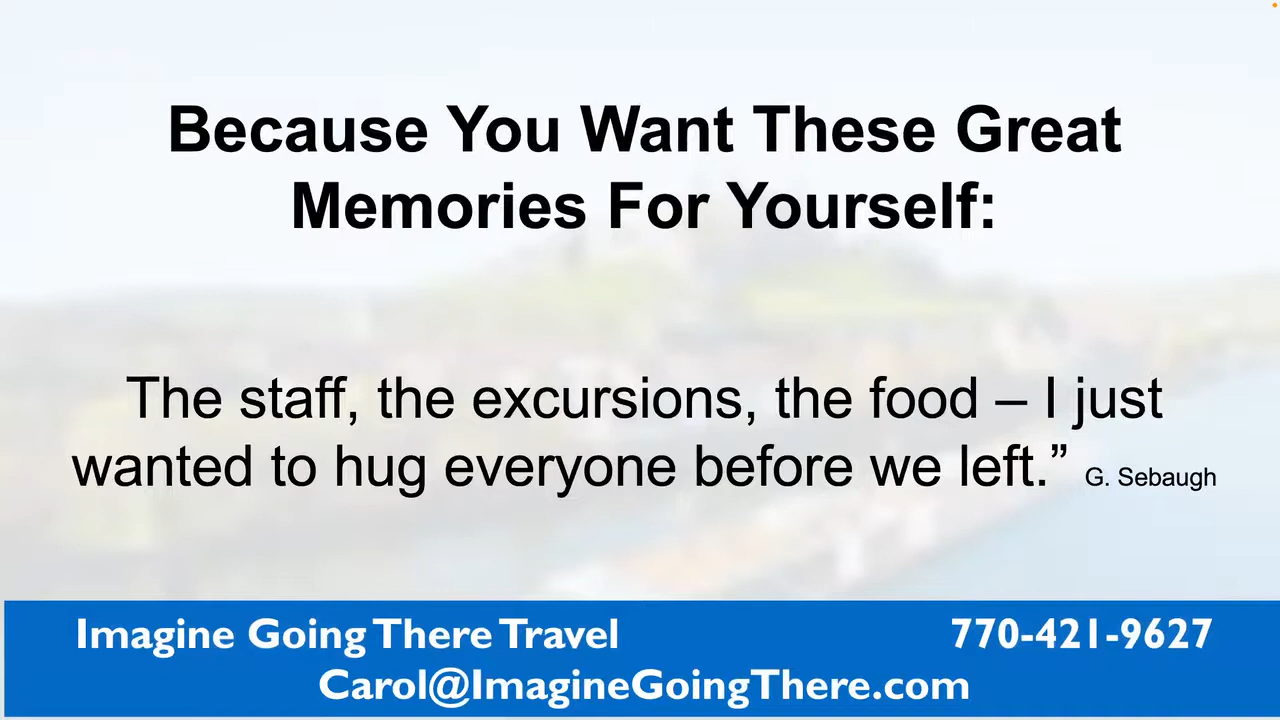 Because You Want These Great
Memories For Yourself:
The staff, the excursions, the food – I just
wanted to hug everyone before we left.” G. Sebaugh
Imagine Going There Travel 770-421-9627
Carol@ImagineGoingThere.com